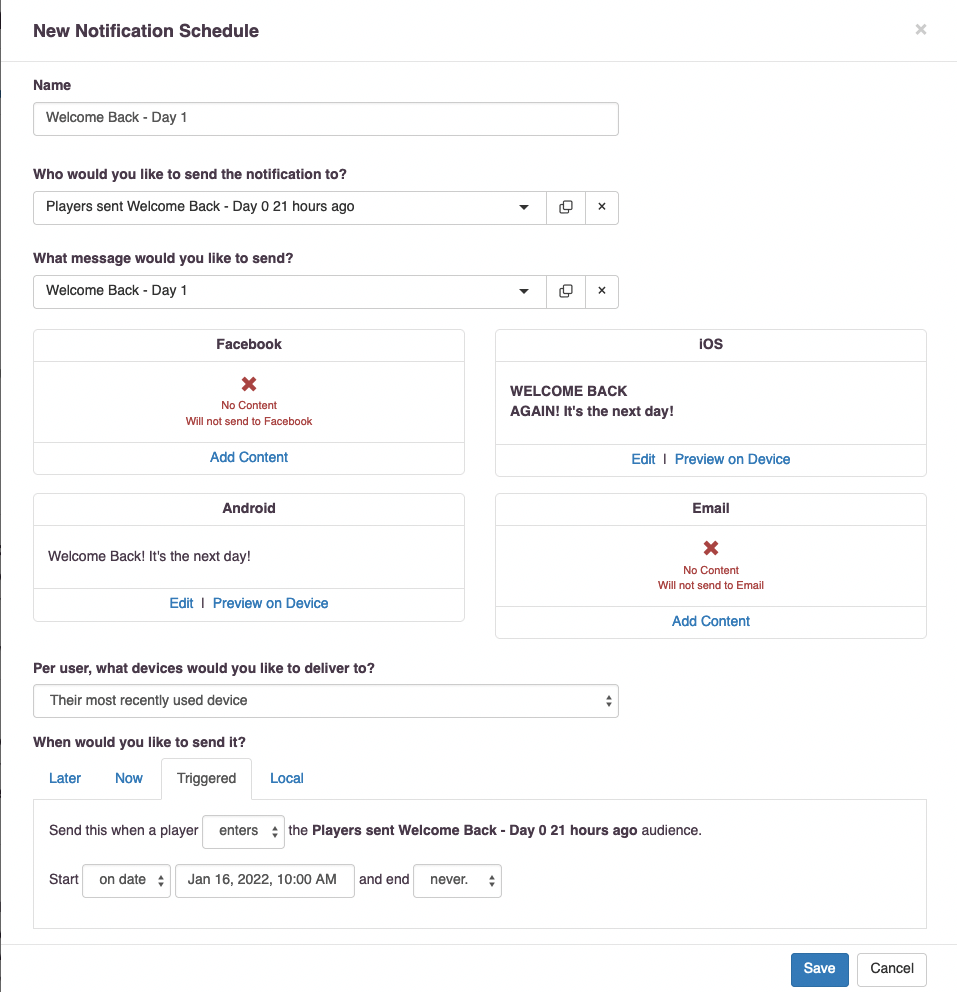 New Notification Schedule
×
Name
Welcome Back - Day 1
Who would you like to send the notification to?
Players sent Welcome Back - Day 0 21 hours ago
×
What message would you like to send?
Welcome Back - Day 1
×
Facebook
No Content
Will not send to Facebook
Add Content
iOS
WELCOME BACK
AGAIN! It's the next day!
Edit | Preview on Device
Android
Welcome Back! It's the next day!
Edit | Preview on Device
Email
No Content
Will not send to Email
Add Content
Per user, what devices would you like to deliver to?
Their most recently used device
When would you like to send it?
Later Now Triggered Local
Send this when a player enters the Players sent Welcome Back - Day 0 21 hours ago audience.
Start on date Jan 16, 2022, 10:00 AM and end never.
Save Cancel